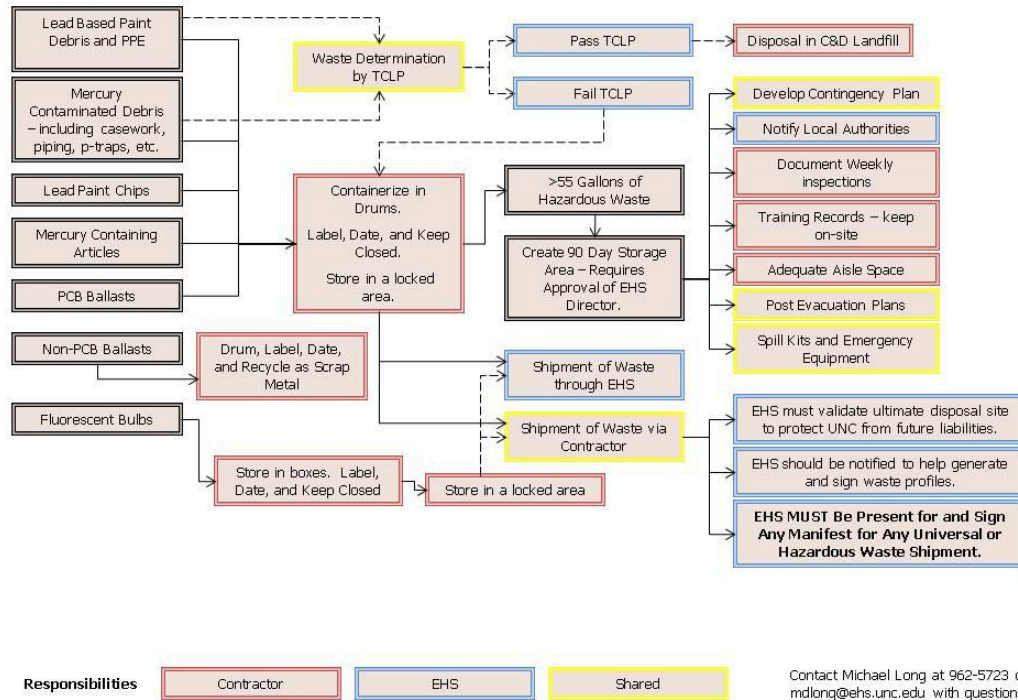 Lead Based Paint
Debris and PPE
Waste Determination
by TCLP
Pass TCLP
Disposal in C&D Landfill
Mercury
Contaminated Debris
– including casework,
piping, p-traps, etc.
Fail TCLP
Develop Contingency Plan
Notify Local Authorities
Lead Paint Chips
Containerize in
Drums.
Label, Date, and Keep
Closed.
Store in a locked
area.
>55 Gallons of
Hazardous Waste
Document Weekly
inspections
Training Records – keep
on-site
Mercury Containing
Articles
Create 90 Day Storage
Area – Requires
Approval of EHS
Director.
Adequate Aisle Space
PCB Ballasts
Post Evacuation Plans
Non-PCB Ballasts
Drum, Label, Date,
and Recycle as Scrap
Metal
Shipment of Waste
through EHS
Spill Kits and Emergency
Equipment
Fluorescent Bulbs
Shipment of Waste via
Contractor
EHS must validate ultimate disposal site
to protect UNC from future liabilities.
Store in boxes. Label,
Date, and Keep Closed
Store in a locked area
EHS should be notified to help generate
and sign waste profiles.
EHS MUST Be Present for and Sign
Any Manifest for Any Universal or
Hazardous Waste Shipment.
Responsibilities
Contractor
EHS
Shared
Contact Michael Long at 962-5723
mdlong@ehs.unc.edu with